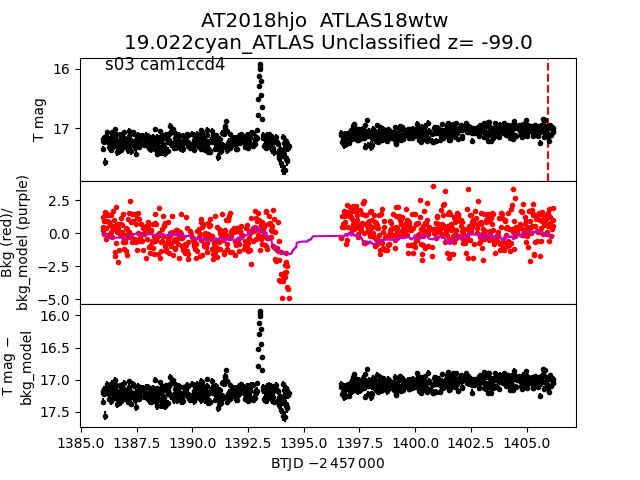 AT2018hjo  ATLAS18wtw
19.022cyan_ATLAS Unclassified z= -99.0
s03 cam1ccd4
16
17
T mag
2.5
0.0
−2.5
−5.0
Bkg (red)/
bkg_model (purple)
16.0
16.5
17.0
17.5
T mag −
bkg_model
1385.0 1387.5 1390.0 1392.5 1395.0 1397.5 1400.0 1402.5 1405.0
BTJD −2 457 000